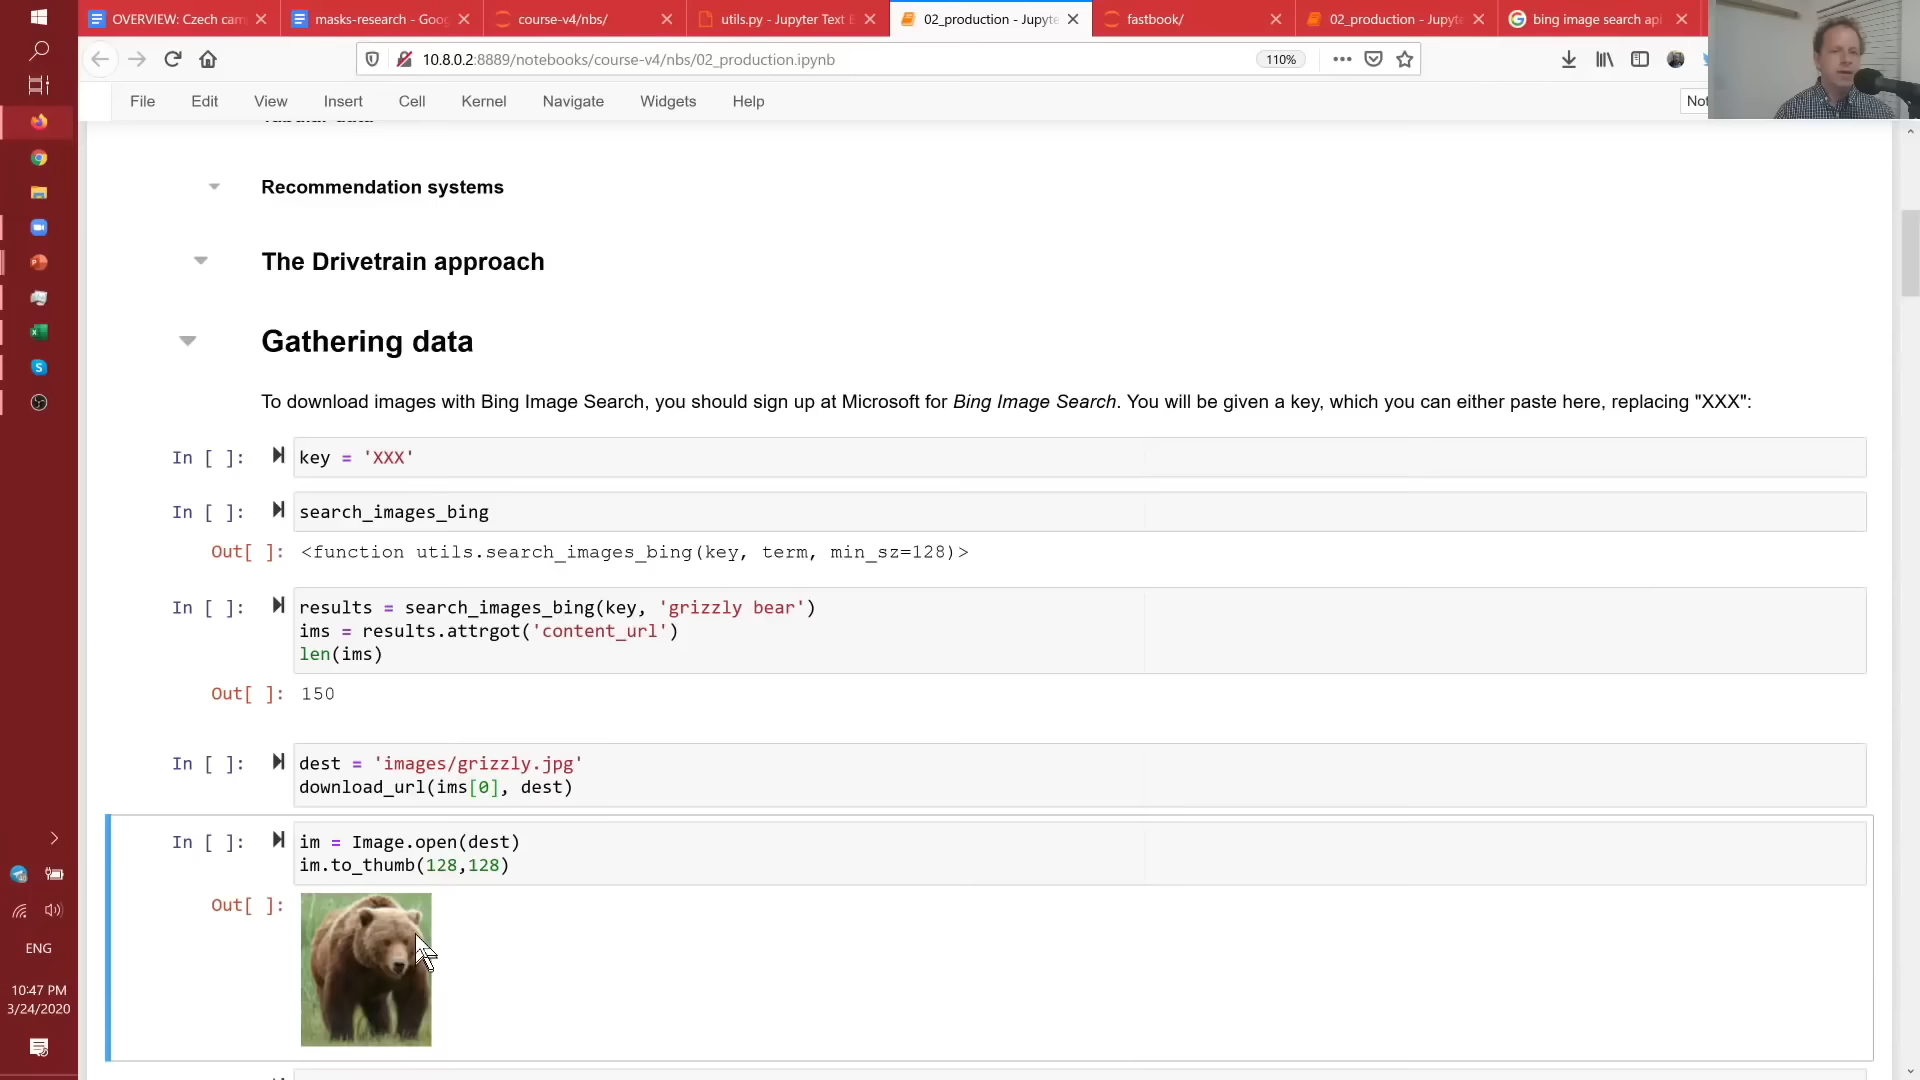 OVERVIEW: Czech cam
masks-research - Goog
course-v4/nbs/
utils.py - Jupyter Text E
02_production - Jupyte
fastbook/
02_production - Jupyte
bing image search api
10.8.0.2:8889/notebooks/course-v4/nbs/02_production.ipynb
110%
File Edit View Insert Cell Kernel Navigate Widgets Help
Not
Recommendation systems
The Drivetrain approach
Gathering data
To download images with Bing Image Search, you should sign up at Microsoft for Bing Image Search. You will be given a key, which you can either paste here, replacing "XXX":
In [ ]: key = 'XXX'
In [ ]: search_images_bing
Out[ ]: <function utils.search_images_bing(key, term, min_sz=128)>
In [ ]: results = search_images_bing(key, 'grizzly bear')
ims = results.attrgot('content_url')
len(ims)
Out[ ]: 150
In [ ]: dest = 'images/grizzly.jpg'
download_url(ims[0], dest)
In [ ]: im = Image.open(dest)
im.to_thumb(128,128)
Out[ ]:
ENG
10:47 PM
3/24/2020